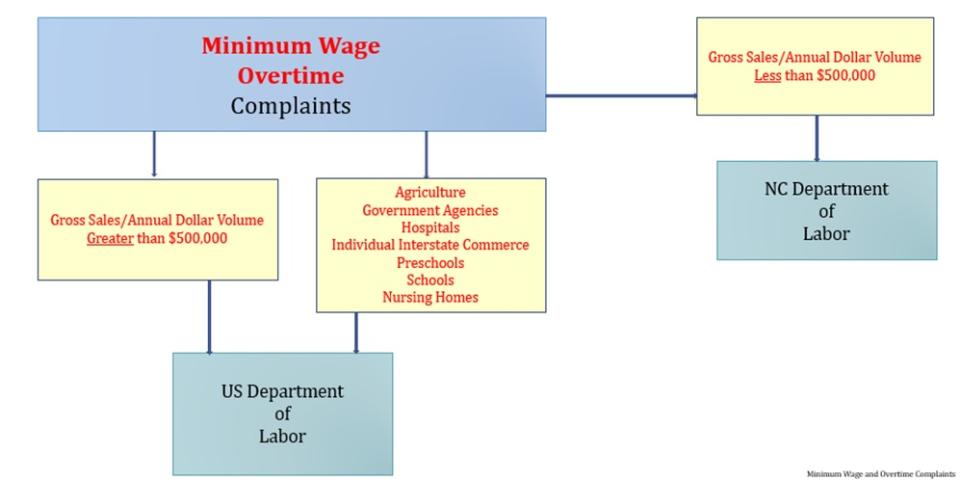 Minimum Wage
Overtime
Complaints
Gross Sales/Annual Dollar Volume
Less than $500,000
Gross Sales/Annual Dollar Volume
Greater than $500,000
Agriculture
Government Agencies
Hospitals
Individual Interstate Commerce
Preschools
Schools
Nursing Homes
NC Department
of
Labor
US Department
of
Labor
Minimum Wage and Overtime Complaints